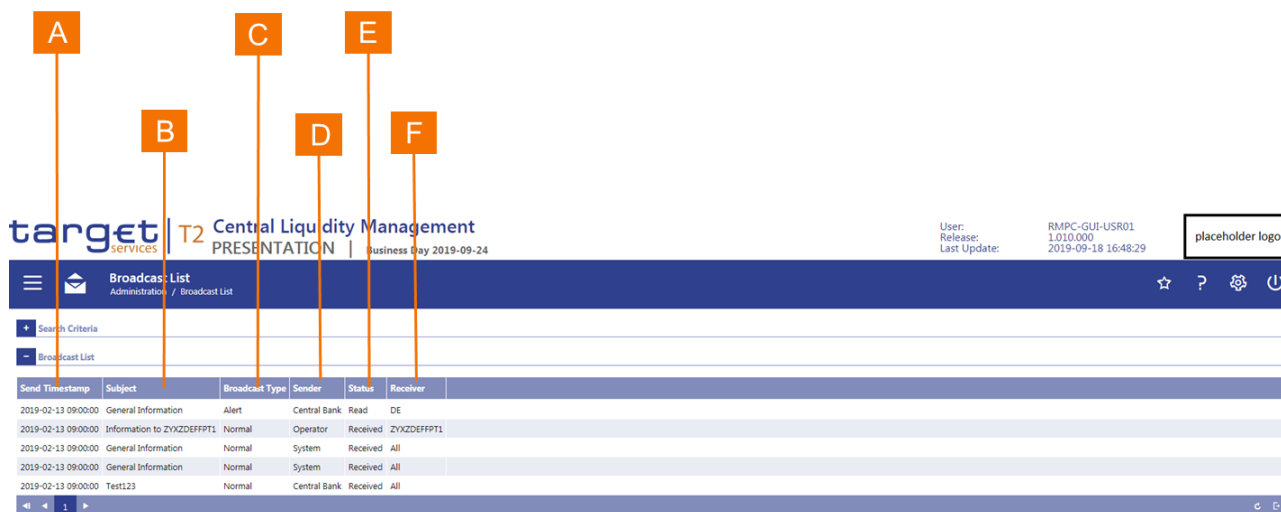 A
C
E
B
D
F
target services | T2 Central Liquidity Management
PRESENTATION | Business Day 2019-09-24
User: RMPC-GUI-USR01
Release: 1.010.000
Last Update: 2019-09-18 16:48:29
placeholder logo
Broadcast List
Administration / Broadcast List
?
+ Search Criteria
− Broadcast List
Send Timestamp Subject Broadcast Type Sender Status Receiver
2019-02-13 09:00:00 General Information Alert Central Bank Read DE
2019-02-13 09:00:00 Information to ZYXZDEFFPT1 Normal Operator Received ZYXZDEFFPT1
2019-02-13 09:00:00 General Information Normal System Received All
2019-02-13 09:00:00 General Information Normal System Received All
2019-02-13 09:00:00 Test123 Normal Central Bank Received All
1